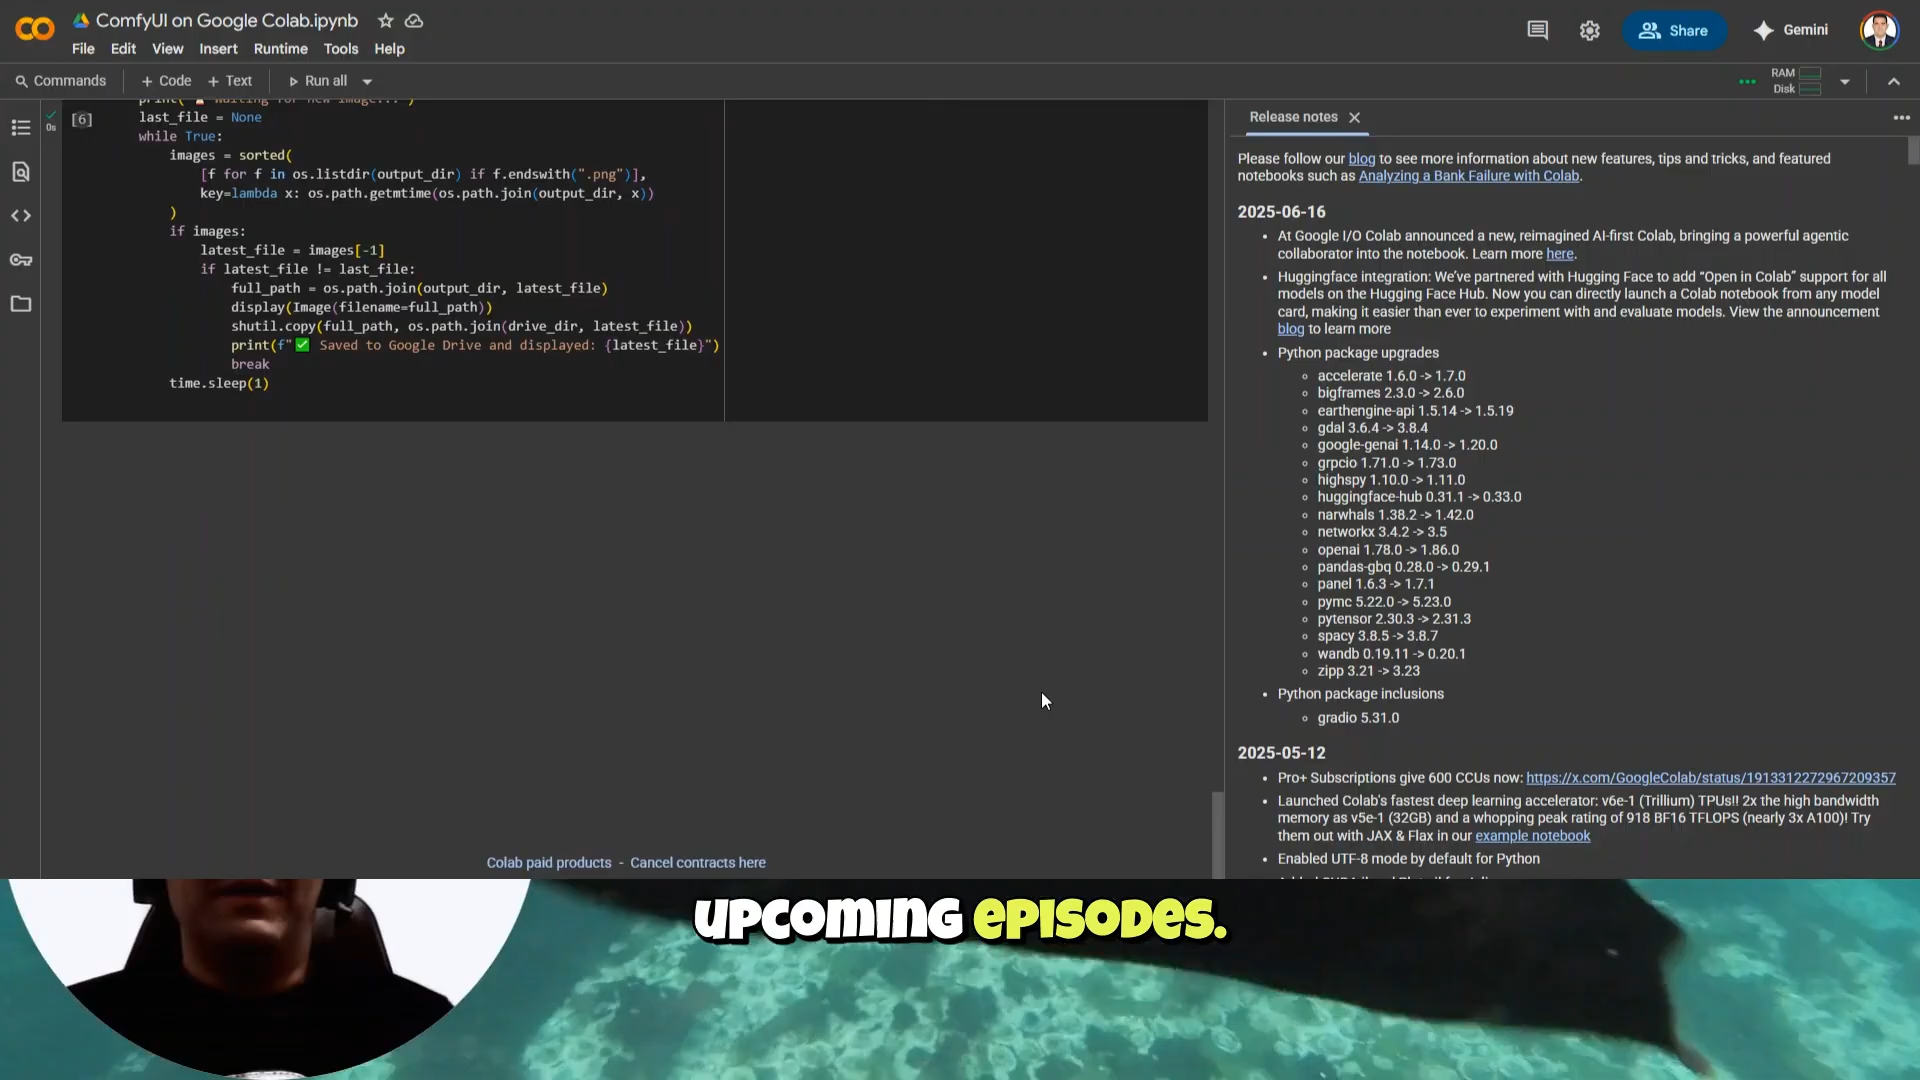 ComfyUI on Google Colab.ipynb
File Edit View Insert Runtime Tools Help
Share
Gemini
Commands + Code + Text Run all
RAM
Disk
[6]
0s
last_file = None
while True:
images = sorted(
[f for f in os.listdir(output_dir) if f.endswith(".png")],
key=lambda x: os.path.getmtime(os.path.join(output_dir, x))
)
if images:
latest_file = images[-1]
if latest_file != last_file:
full_path = os.path.join(output_dir, latest_file)
display(Image(filename=full_path))
shutil.copy(full_path, os.path.join(drive_dir, latest_file))
print(f"✅ Saved to Google Drive and displayed: {latest_file}")
break
time.sleep(1)
Colab paid products - Cancel contracts here
Release notes
Please follow our blog to see more information about new features, tips and tricks, and featured
notebooks such as Analyzing a Bank Failure with Colab.
2025-06-16
At Google I/O Colab announced a new, reimagined AI-first Colab, bringing a powerful agentic
collaborator into the notebook. Learn more here.
Huggingface integration: We've partnered with Hugging Face to add “Open in Colab” support for all
models on the Hugging Face Hub. Now you can directly launch a Colab notebook from any model
card, making it easier than ever to experiment with and evaluate models. View the announcement
blog to learn more
Python package upgrades
accelerate 1.6.0 -> 1.7.0
bigframes 2.3.0 -> 2.6.0
earthengine-api 1.5.14 -> 1.5.19
gdal 3.6.4 -> 3.8.4
google-genai 1.14.0 -> 1.20.0
grpcio 1.71.0 -> 1.73.0
highspy 1.10.0 -> 1.11.0
huggingface-hub 0.31.1 -> 0.33.0
narwhals 1.38.2 -> 1.42.0
networkx 3.4.2 -> 3.5
openai 1.78.0 -> 1.86.0
pandas-gbq 0.28.0 -> 0.29.1
panel 1.6.3 -> 1.7.1
pymc 5.22.0 -> 5.23.0
pytensor 2.30.3 -> 2.31.3
spacy 3.8.5 -> 3.8.7
wandb 0.19.11 -> 0.20.1
zipp 3.21 -> 3.23
Python package inclusions
gradio 5.31.0
2025-05-12
Pro+ Subscriptions give 600 CCUs now: https://x.com/GoogleColab/status/1913312272967209357
Launched Colab's fastest deep learning accelerator: v6e-1 (Trillium) TPUs!! 2x the high bandwidth
memory as v5e-1 (32GB) and a whopping peak rating of 918 BF16 TFLOPS (nearly 3x A100)! Try
them out with JAX & Flax in our example notebook
Enabled UTF-8 mode by default for Python
UPCOMING EPISODES.